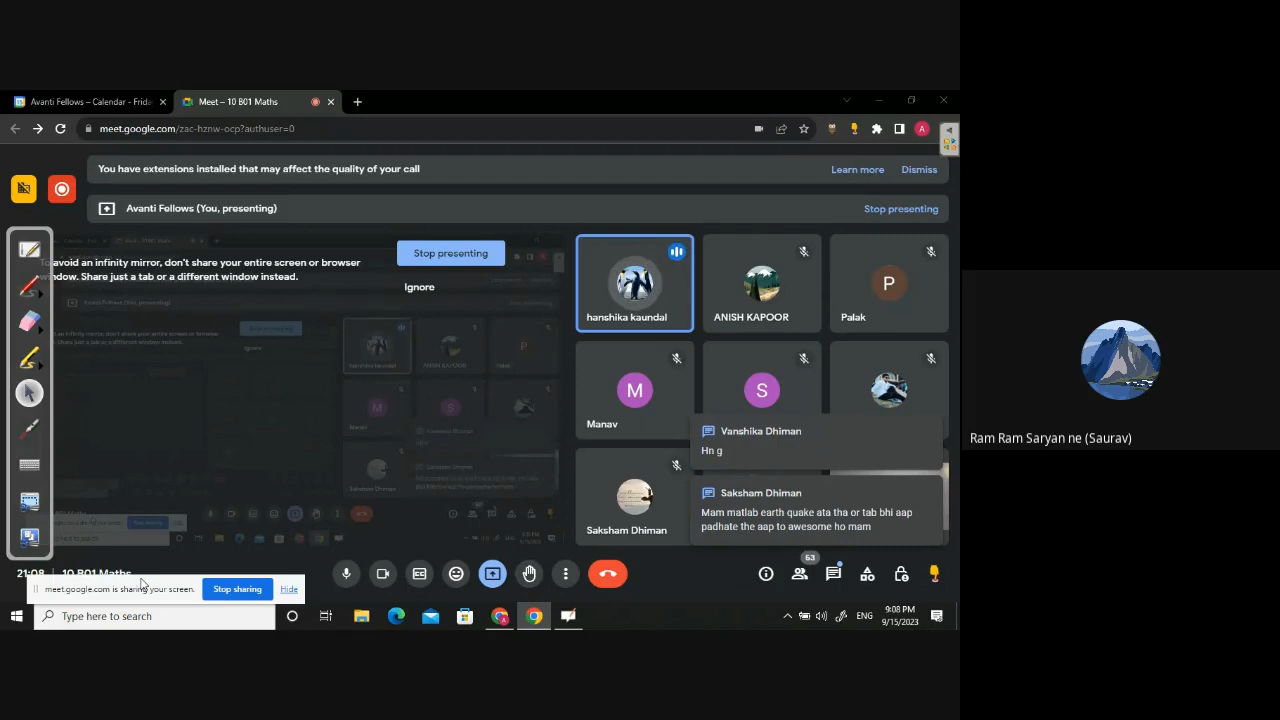 Avanti Fellows – Calendar - Frida
Meet – 10 B01 Maths
meet.google.com/zac-hznw-ocp?authuser=0
A
You have extensions installed that may affect the quality of your call
Learn more
Dismiss
Avanti Fellows (You, presenting)
Stop presenting
To avoid an infinity mirror, don't share your entire screen or browser
window. Share just a tab or a different window instead.
Stop presenting
Ignore
hanshika kaundal
ANISH KAPOOR
P
Palak
M
Manav
S
Vanshika Dhiman
Hn g
Saksham Dhiman
Saksham Dhiman
Mam matlab earth quake ata tha or tab bhi aap
padhate the aap to awesome ho mam
Ram Ram Saryan ne (Saurav)
21:08
10 B01 Maths
53
meet.google.com is sharing your screen.
Stop sharing
Hide
Type here to search
ENG
9:08 PM
9/15/2023